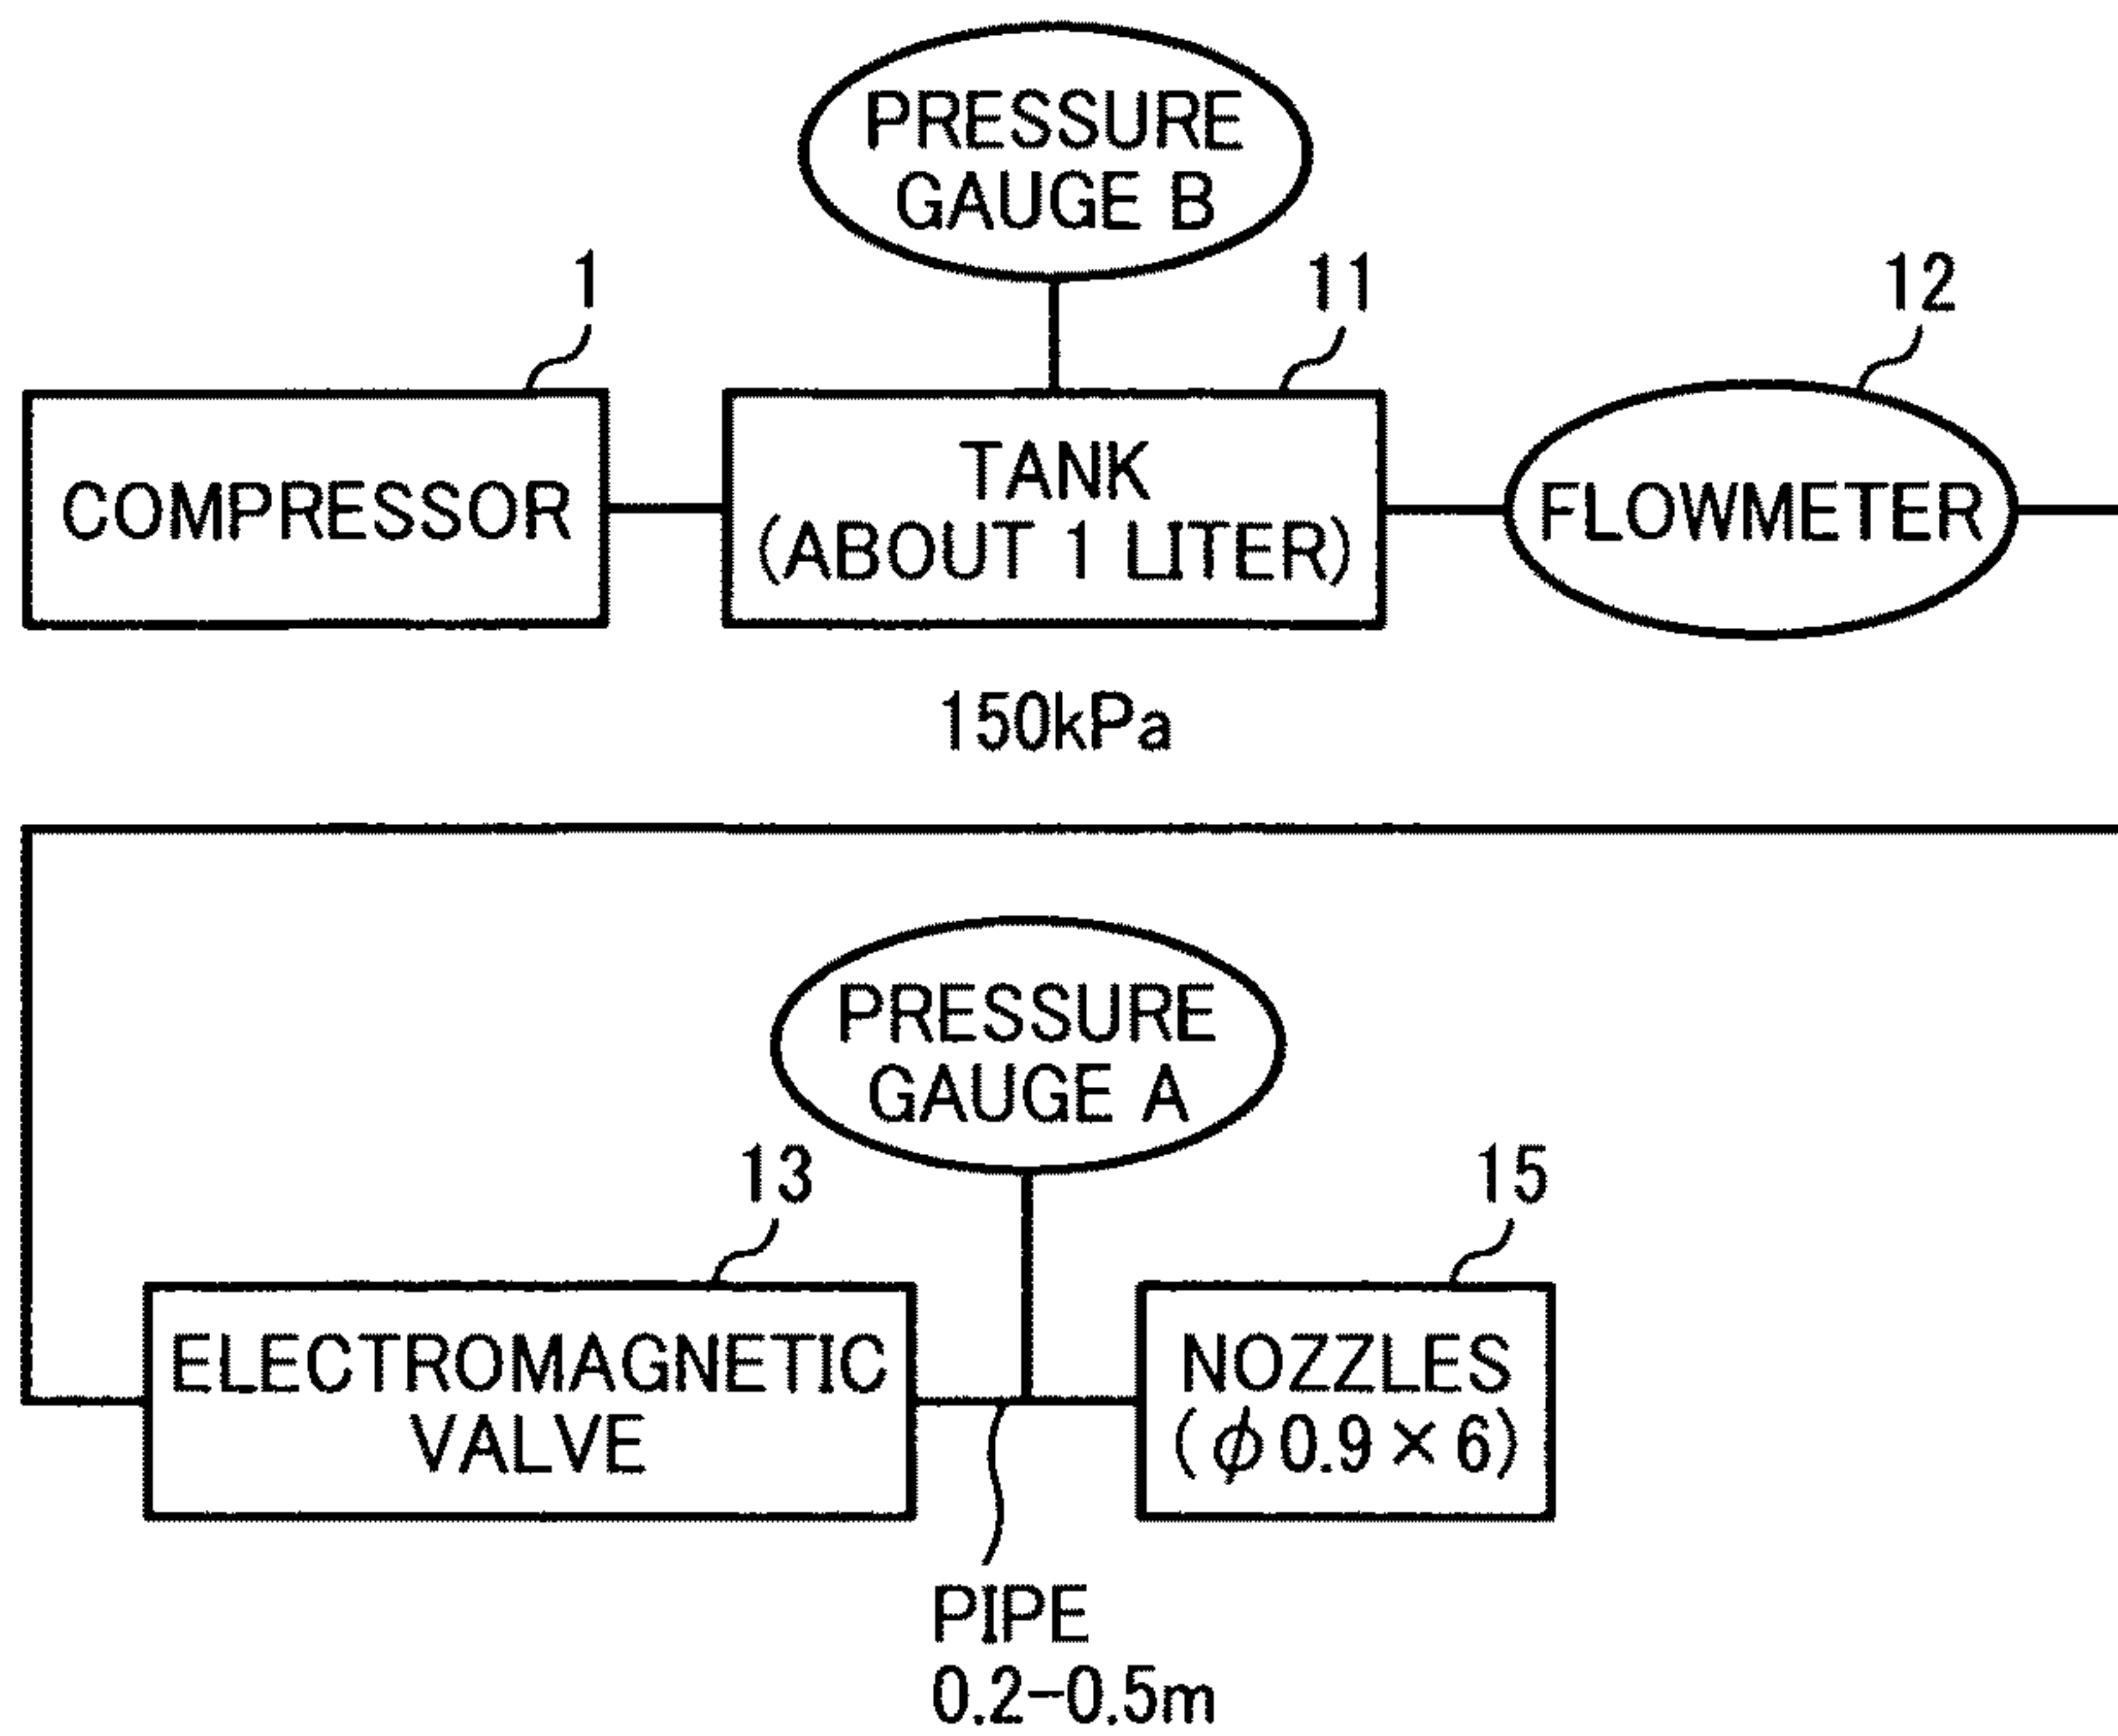 PRESSURE
GAUGE B
1
11
12
COMPRESSOR
TANK
(ABOUT 1 LITER)
FLOWMETER
150kPa
PRESSURE
GAUGE A
13
15
ELECTROMAGNETIC
VALVE
NOZZLES
(φ0.9×6)
PIPE
0.2-0.5m